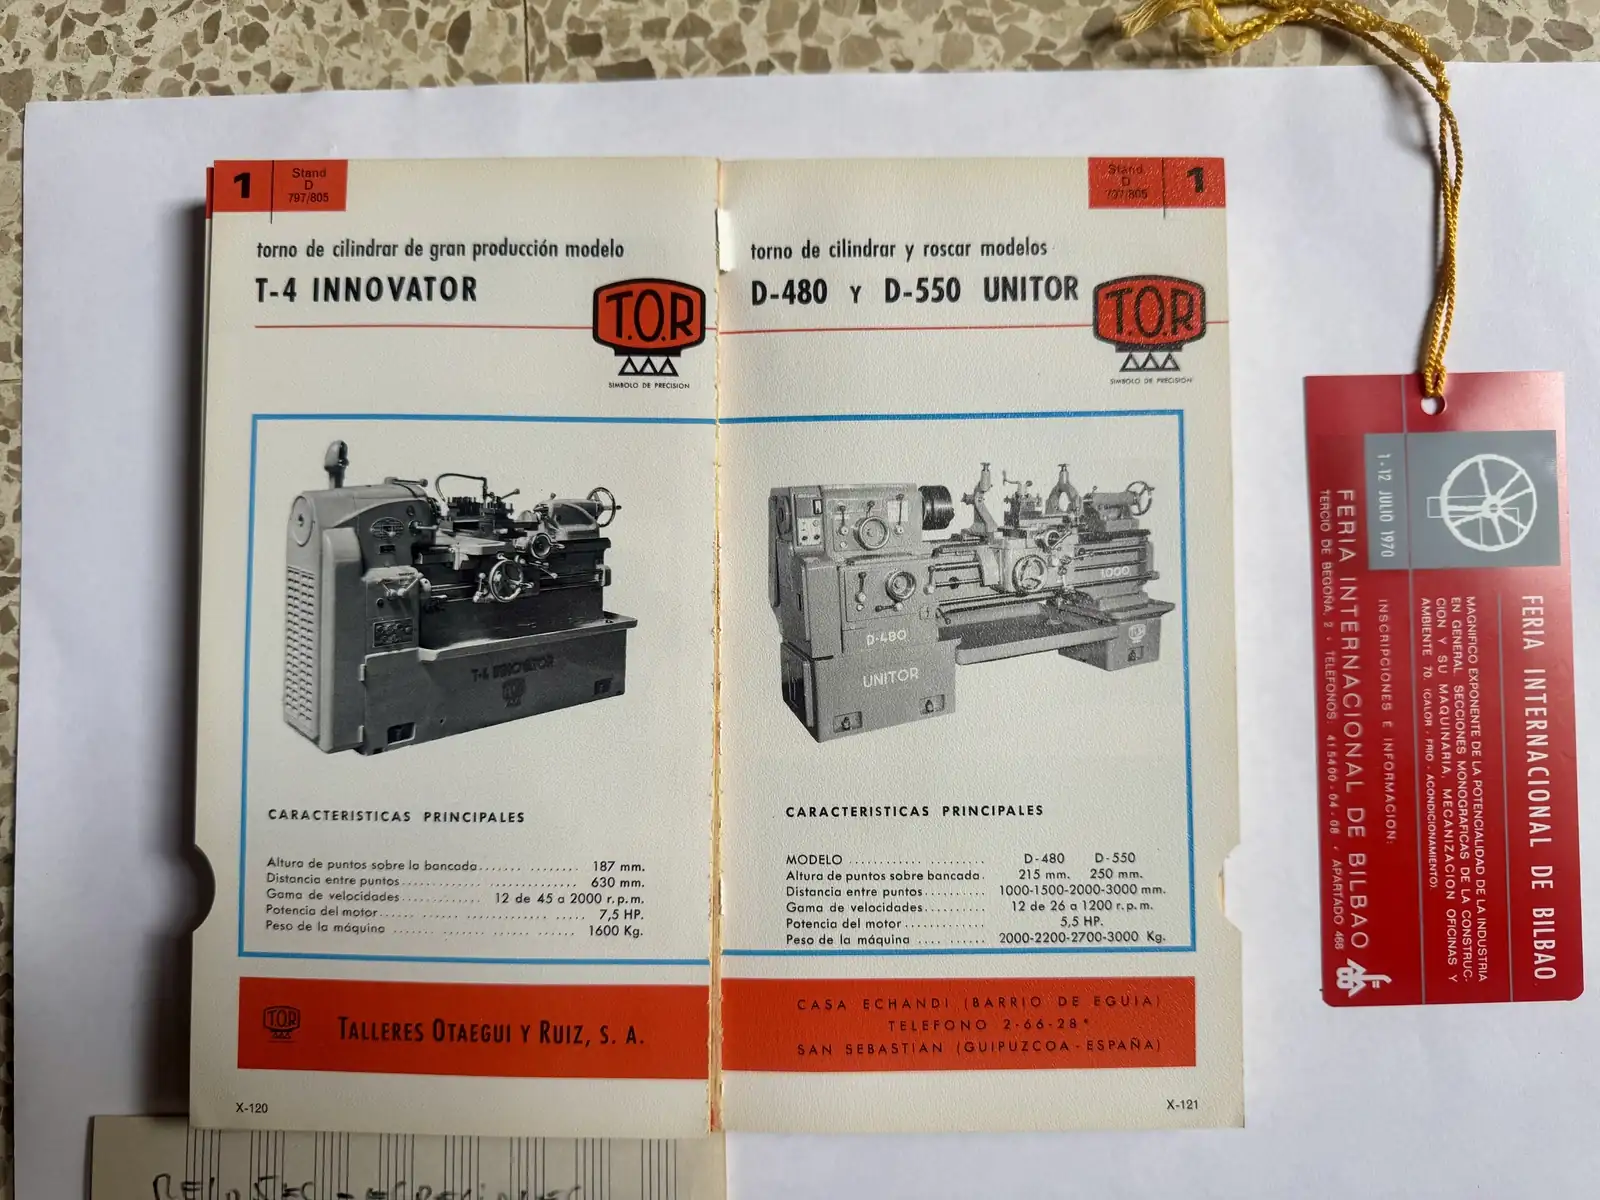 1
Stand
D
797/805
torno de cilindrar de gran producción modelo
T-4 INNOVATOR
T.O.R
SIMBOLO DE PRECISION
T-4 INNOVATOR
CARACTERISTICAS PRINCIPALES
Altura de puntos sobre la bancada....... ........ 187 mm.
Distancia entre puntos............................ 630 mm.
Gama de velocidades............. 12 de 45 a 2000 r.p.m.
Potencia del motor...... ...................... ..... 7,5 HP.
Peso de la máquina ............ ....... ...... 1600 Kg.
T.O.R
TALLERES OTAEGUI Y RUIZ, S. A.
X-120
Stand
D
797/805
1
torno de cilindrar y roscar modelos
D-480 Y D-550 UNITOR
T.O.R
SIMBOLO DE PRECISION
1000
D-480
UNITOR
CARACTERISTICAS PRINCIPALES
MODELO ............ ......... D-480 D-550
Altura de puntos sobre bancada. 215 mm. 250 mm.
Distancia entre puntos.......... 1000-1500-2000-3000 mm.
Gama de velocidades.......... 12 de 26 a 1200 r.p.m.
Potencia del motor............. 5,5 HP.
Peso de la máquina .... ...... 2000-2200-2700-3000 Kg.
CASA ECHANDI (BARRIO DE EGUIA)
TELEFONO 2-66-28*
SAN SEBASTIAN (GUIPUZCOA-ESPAÑA)
X-121
FERIA INTERNACIONAL DE BILBAO
MAGNIFICO EXPONENTE DE LA POTENCIALIDAD DE LA INDUSTRIA
EN GENERAL. SECCIONES MONOGRAFICAS DE LA CONSTRUC-
CION Y SU MAQUINARIA, MECANIZACION OFICINAS Y
AMBIENTE 70. (CALOR - FRIO - ACONDICIONAMIENTO)
1-12 JULIO 1970
INSCRIPCIONES E INFORMACION:
FERIA INTERNACIONAL DE BILBAO
TERCIO DE BEGOÑA, 2 - TELEFONOS: 415400 - 04 - 08 - APARTADO 468